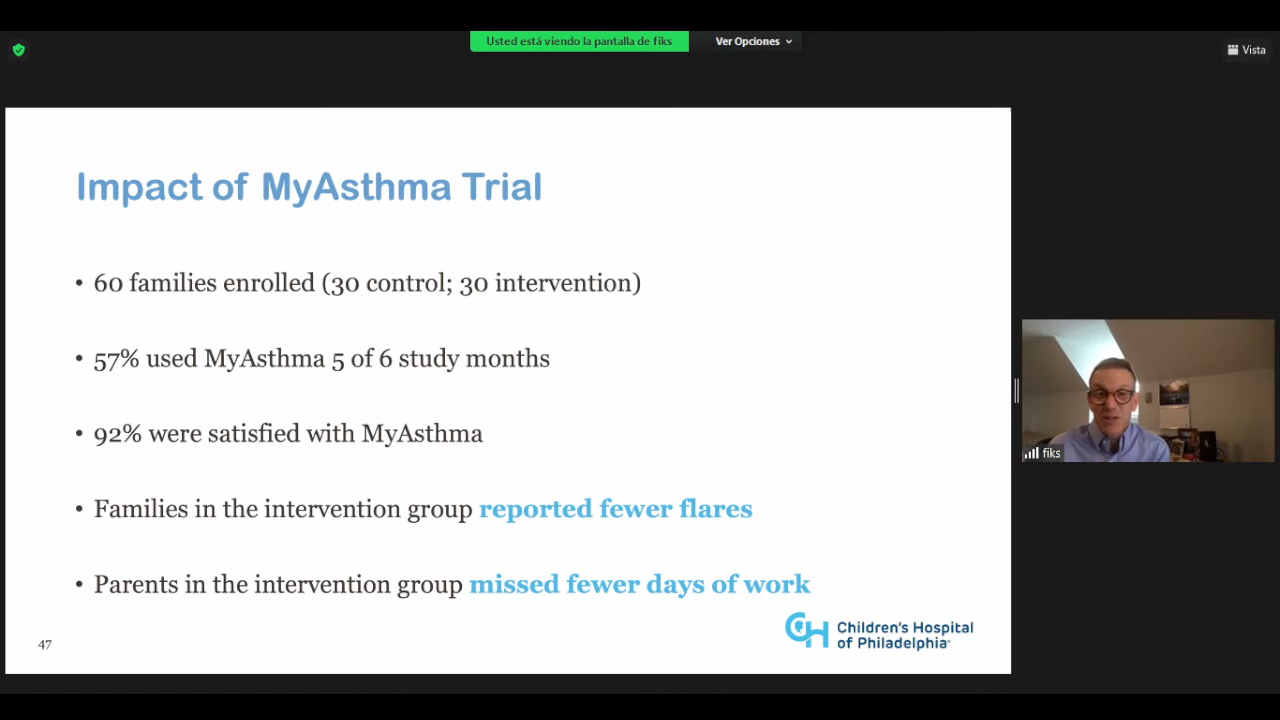 Usted está viendo la pantalla de fiks
Ver Opciones
Vista
Impact of MyAsthma Trial
• 60 families enrolled (30 control; 30 intervention)
• 57% used MyAsthma 5 of 6 study months
• 92% were satisfied with MyAsthma
• Families in the intervention group reported fewer flares
• Parents in the intervention group missed fewer days of work
47
CH Children's Hospital
of Philadelphia
fiks